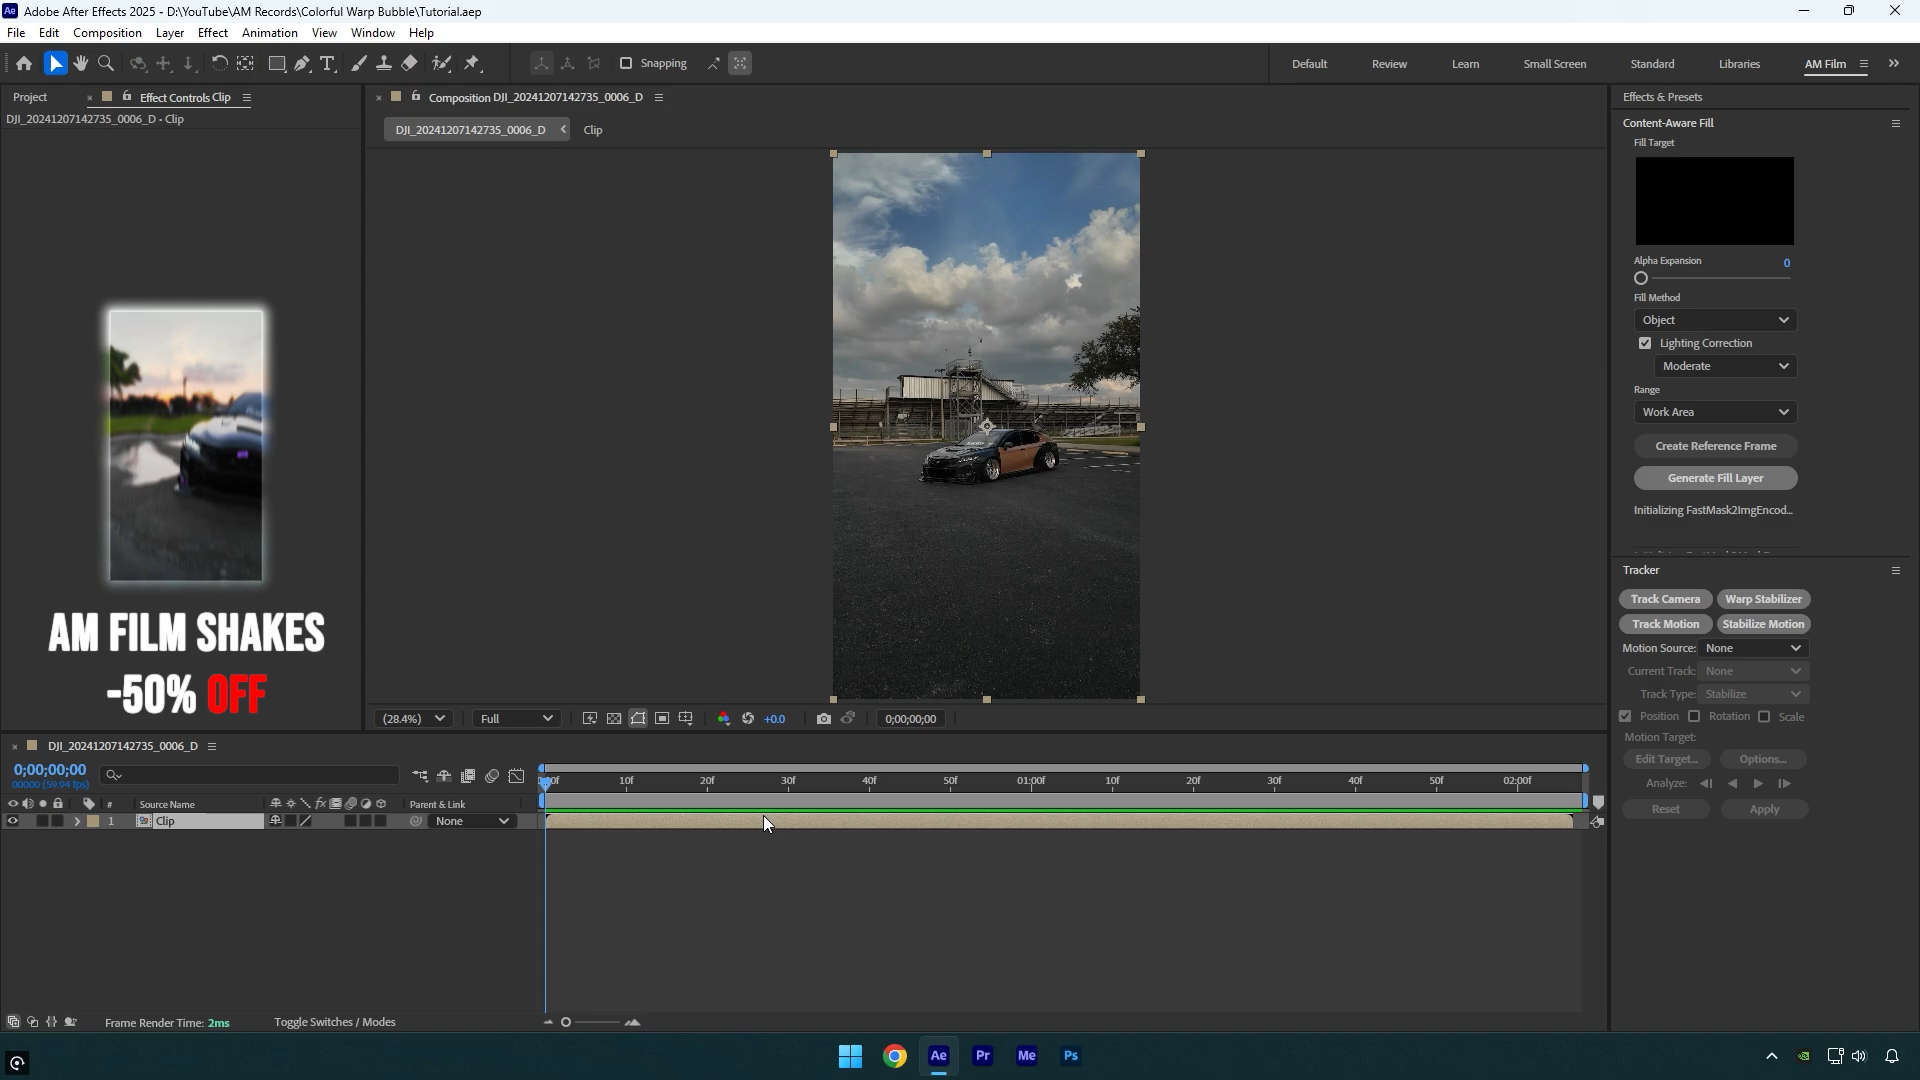 Adobe After Effects 2025 - D:\YouTube\AM Records\Colorful Warp Bubble\Tutorial.aep
File Edit Composition Layer Effect Animation View Window Help
Snapping
Default Review Learn Small Screen Standard Libraries AM Film
Project
Effect Controls Clip
DJI_20241207142735_0006_D - Clip
Composition DJI_20241207142735_0006_D
DJI_20241207142735_0006_D
Clip
Effects & Presets
Content-Aware Fill
Fill Target
Alpha Expansion 0
Fill Method
Object
Lighting Correction
Moderate
Range
Work Area
Create Reference Frame
Generate Fill Layer
Initializing FastMask2ImgEncod...
AM FILM SHAKES
-50% OFF
(28.4%) Full +0.0 0;00;00;00
Tracker
Track Camera Warp Stabilizer
Track Motion Stabilize Motion
Motion Source: None
Current Track: None
Track Type: Stabilize
Position Rotation Scale
Motion Target:
Edit Target... Options...
Analyze:
Reset Apply
DJI_20241207142735_0006_D
0;00;00;00
00000 (59.94 fps)
10f 20f 30f 40f 50f 01:00f 10f 20f 30f 40f 50f 02:00f
# Source Name fx Parent & Link
1 Clip None
Frame Render Time: 2ms
Toggle Switches / Modes
Ae Pr Me Ps